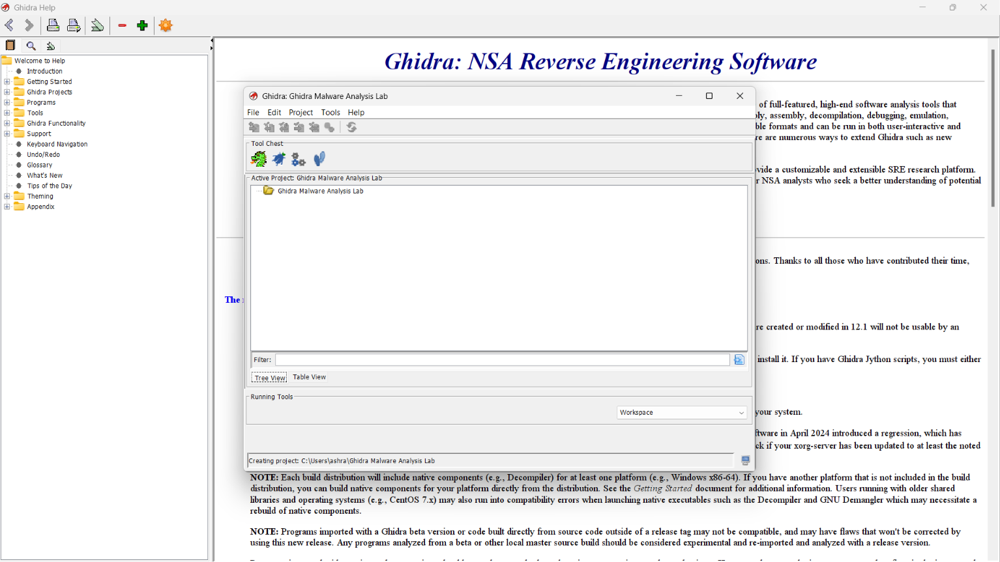 Ghidra Help
Welcome to Help
Introduction
Getting Started
Ghidra Projects
Programs
Tools
Ghidra Functionality
Support
Keyboard Navigation
Undo/Redo
Glossary
What's New
Tips of the Day
Theming
Appendix
Ghidra: NSA Reverse Engineering Software
of full-featured, high-end software analysis tools that
assembly, decompilation, debugging, emulation,
formats and can be run in both user-interactive and
are numerous ways to extend Ghidra such as new
a customizable and extensible SRE research platform.
NSA analysts who seek a better understanding of potential
Thanks to all those who have contributed their time,
The
created or modified in 12.1 will not be usable by an
install it. If you have Ghidra Jython scripts, you must either
your system.
in April 2024 introduced a regression, which has
if your xorg-server has been updated to at least the noted
NOTE: Each build distribution will include native components (e.g., Decompiler) for at least one platform (e.g., Windows x86-64). If you have another platform that is not included in the build
distribution, you can build native components for your platform directly from the distribution. See the Getting Started document for additional information. Users running with older shared
libraries and operating systems (e.g., CentOS 7.x) may also run into compatibility errors when launching native executables such as the Decompiler and GNU Demangler which may necessitate a
rebuild of native components.
NOTE: Programs imported with a Ghidra beta version or code built directly from source code outside of a release tag may not be compatible, and may have flaws that won't be corrected by
using this new release. Any programs analyzed from a beta or other local master source build should be considered experimental and re-imported and analyzed with a release version.
Ghidra: Ghidra Malware Analysis Lab
File Edit Project Tools Help
Tool Chest
Active Project: Ghidra Malware Analysis Lab
Ghidra Malware Analysis Lab
Filter:
Tree View Table View
Running Tools
Workspace
Creating project: C:\Users\ashra\Ghidra Malware Analysis Lab